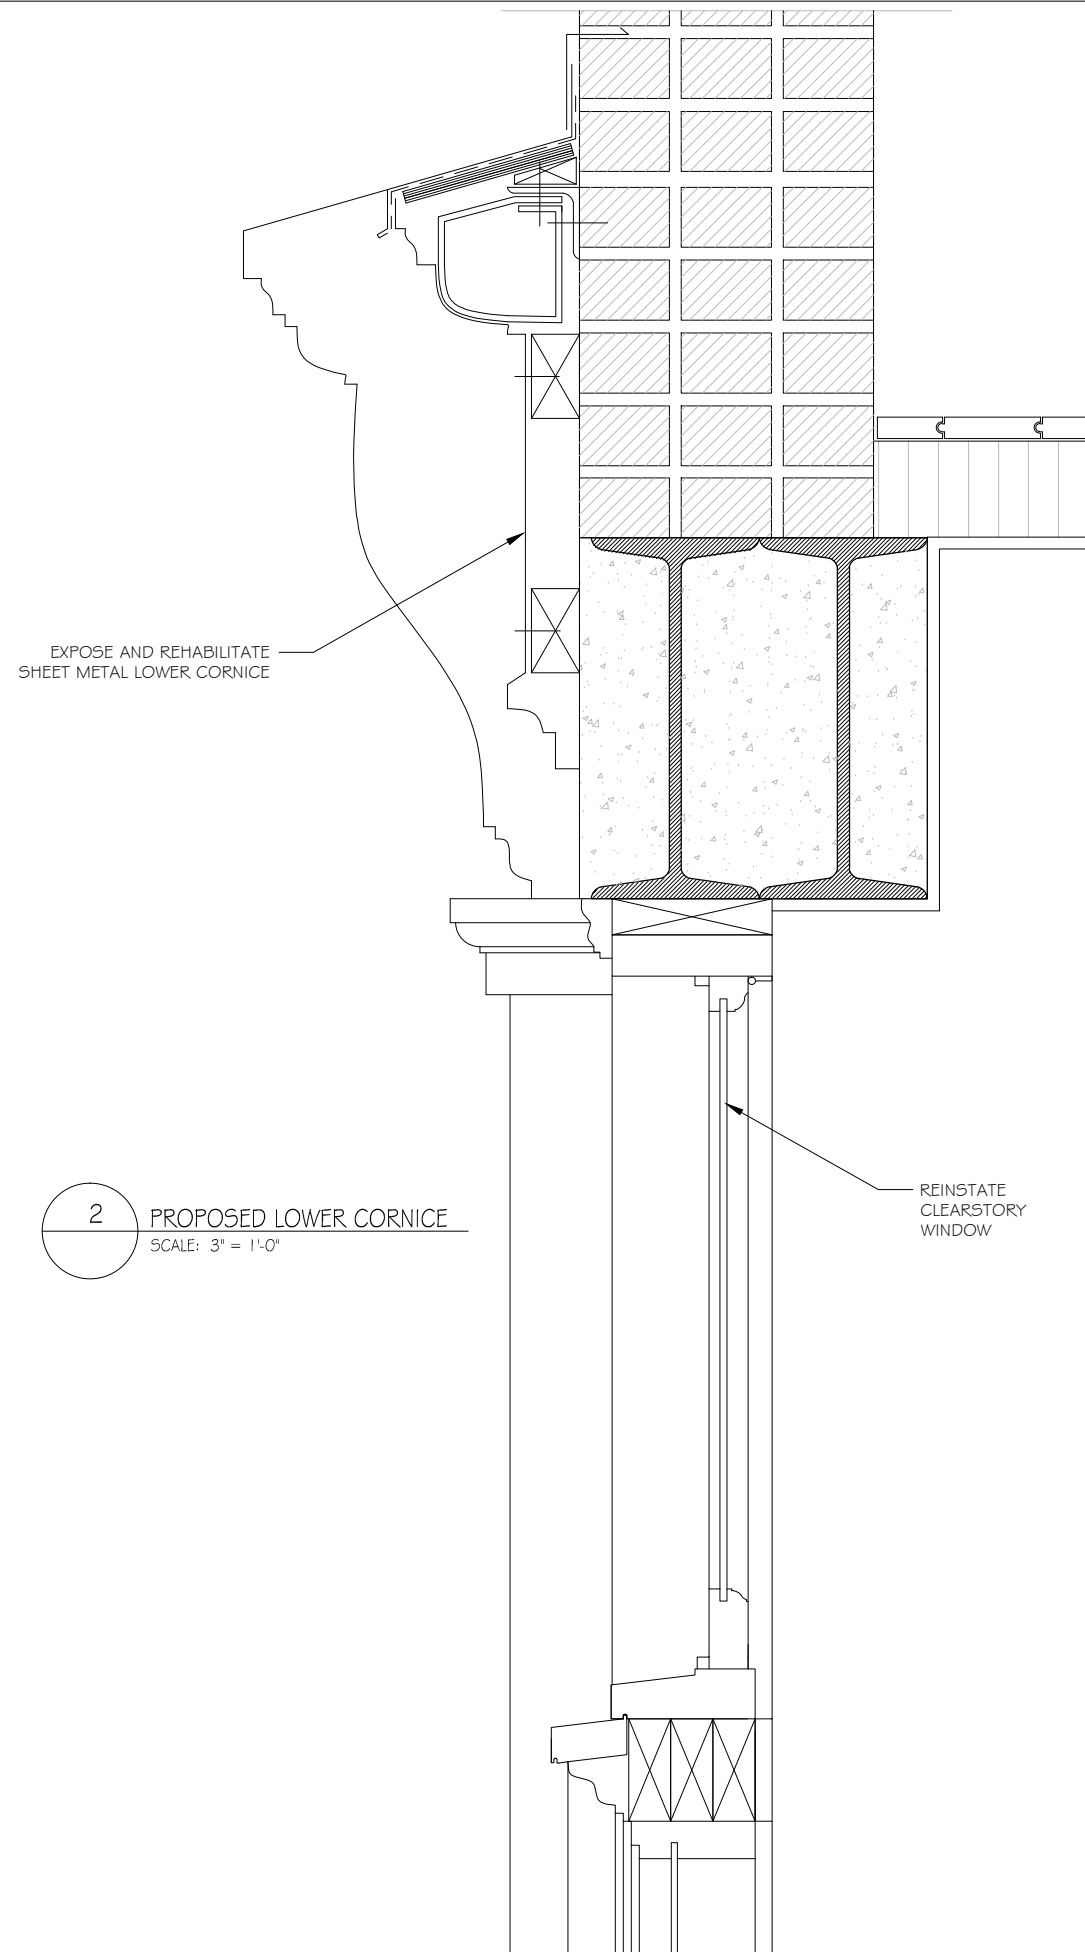 EXPOSE AND REHABILITATE
SHEET METAL LOWER CORNICE
2
PROPOSED LOWER CORNICE
SCALE: 3" = 1'-0"
REINSTATE
CLEARSTORY
WINDOW